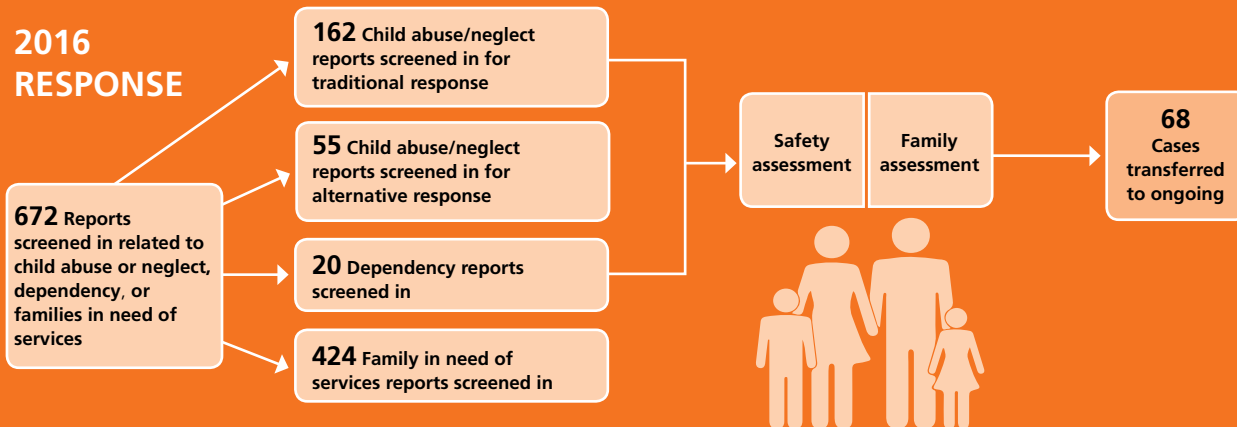 2016
RESPONSE
672 Reports
screened in related to
child abuse or neglect,
dependency, or
families in need of
services
162 Child abuse/neglect
reports screened in for
traditional response
55 Child abuse/neglect
reports screened in for
alternative response
20 Dependency reports
screened in
424 Family in need of
services reports screened in
Safety
assessment
Family
assessment
68
Cases
transferred
to ongoing